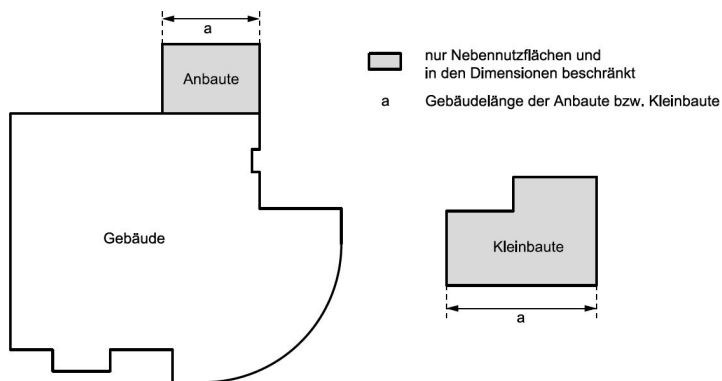 a
Anbaute
nur Nebennutzflächen und
in den Dimensionen beschränkt
a Gebäudelänge der Anbaute bzw. Kleinbaute
Gebäude
Kleinbaute
a